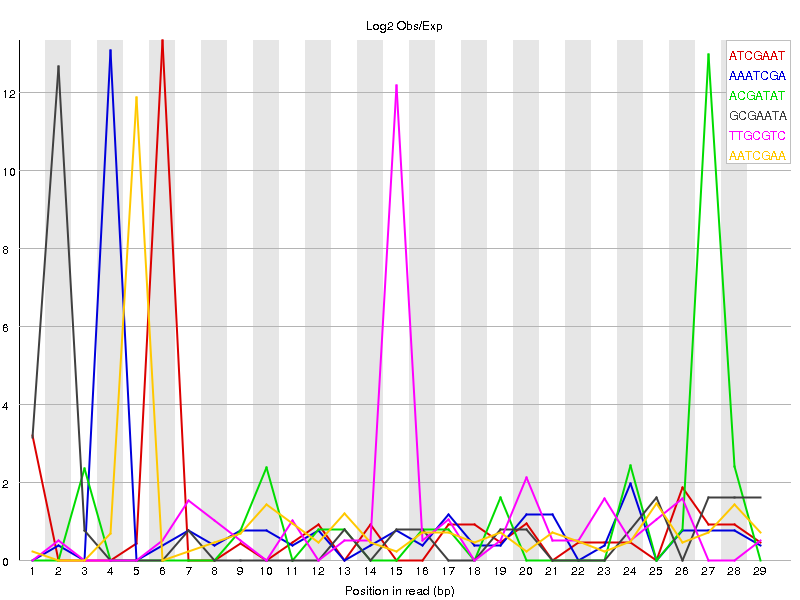 Log2 Obs/Exp
ATCGAAT
AAATCGA
ACGATAT
GCGAATA
TTGCGTC
AATCGAA
12
10
8
6
4
2
0
1 2 3 4 5 6 7 8 9 10 11 12 13 14 15 16 17 18 19 20 21 22 23 24 25 26 27 28 29
Position in read (bp)